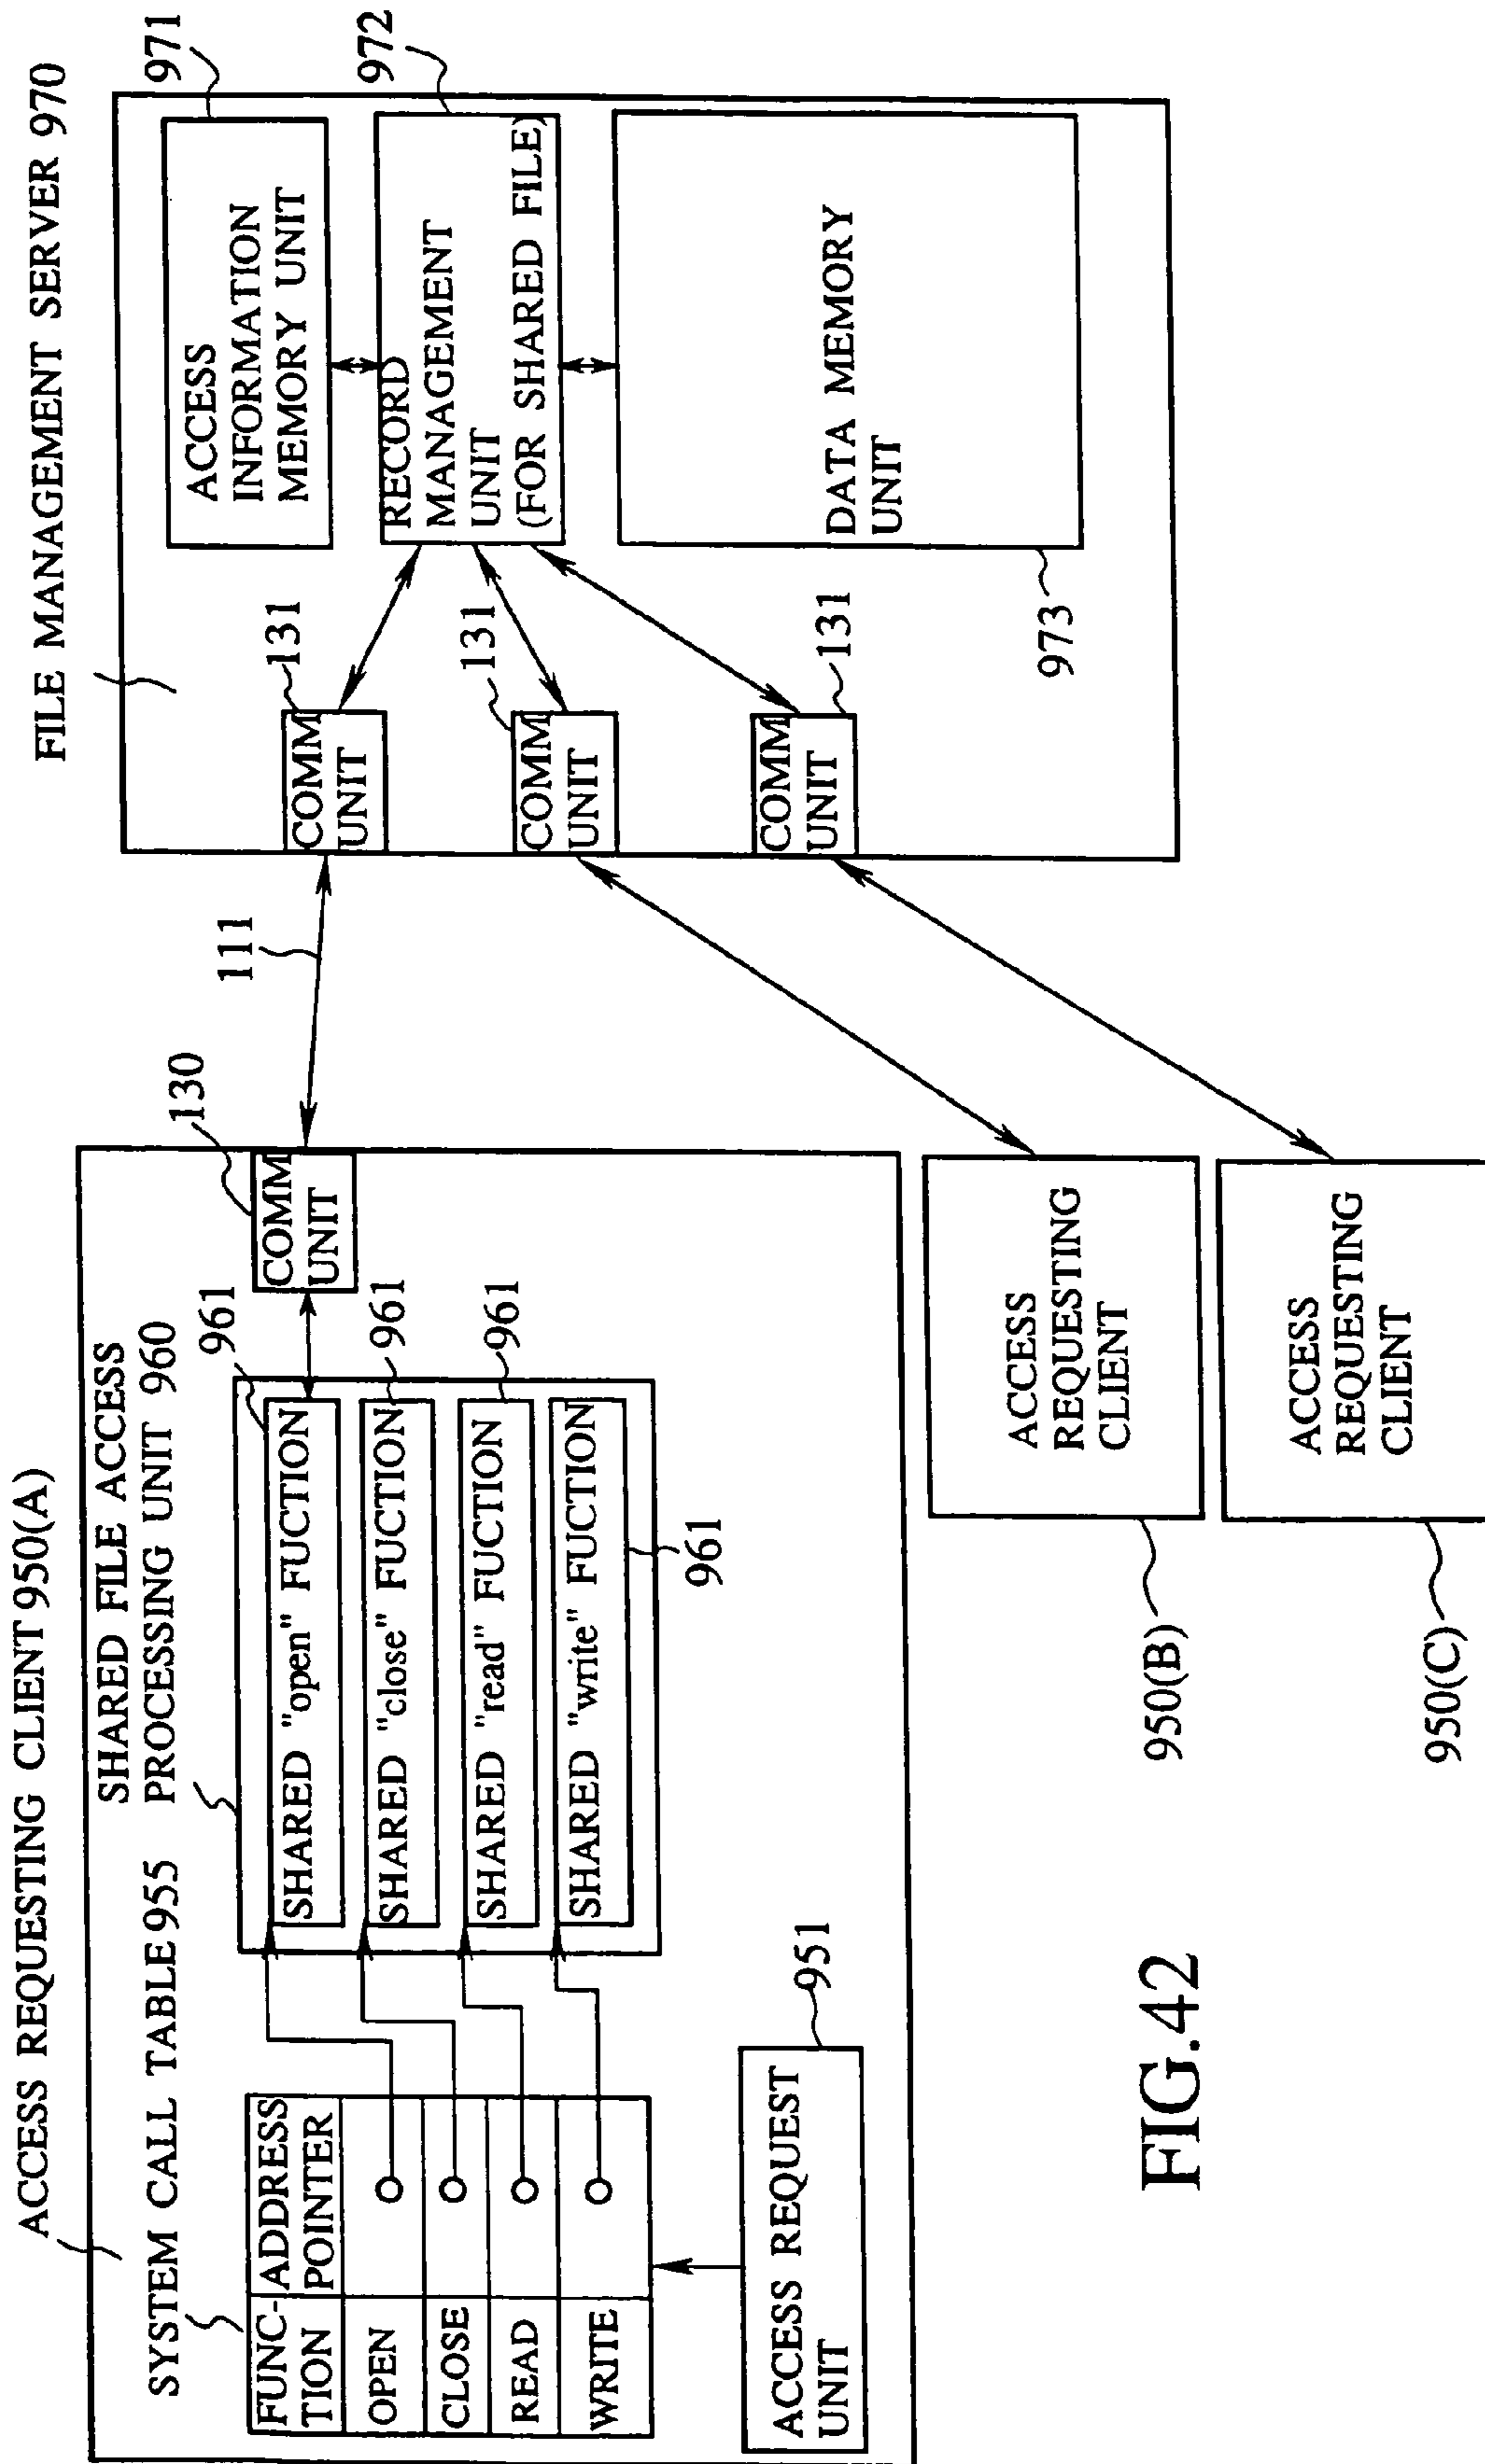 ACCESS REQUESTING CLIENT 950(A)
SYSTEM CALL TABLE 955
FUNC-
TION
ADDRESS
POINTER
OPEN
CLOSE
READ
WRITE
ACCESS REQUEST
UNIT
951
SHARED FILE ACCESS
PROCESSING UNIT 960
SHARED "open" FUCTION
961
SHARED "close" FUCTION
961
SHARED "read" FUCTION
961
SHARED "write" FUCTION
961
COMM
UNIT
130
111
ACCESS
REQUESTING
CLIENT
950(B)
ACCESS
REQUESTING
CLIENT
950(C)
FILE MANAGEMENT SERVER 970
COMM
UNIT
131
COMM
UNIT
131
COMM
UNIT
131
ACCESS
INFORMATION
MEMORY UNIT
971
RECORD
MANAGEMENT
UNIT
(FOR SHARED FILE)
972
DATA MEMORY
UNIT
973
FIG.42